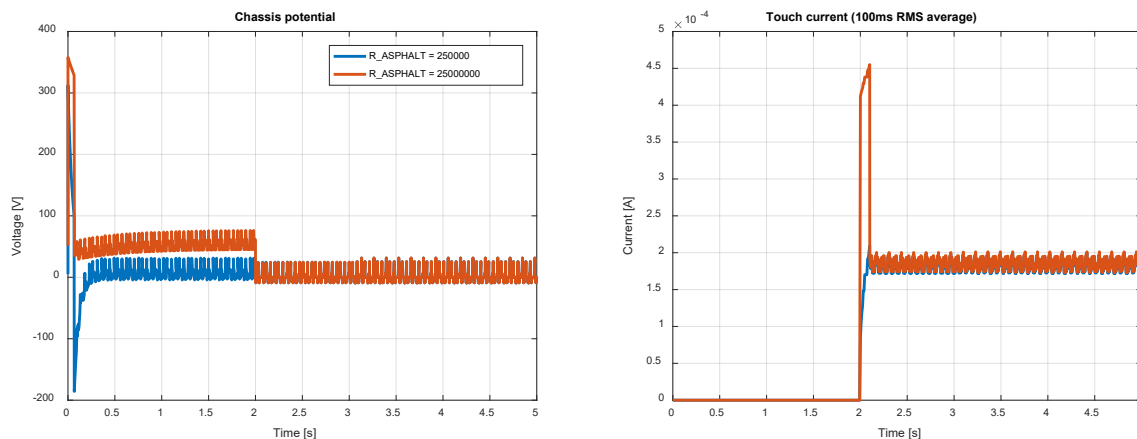 Chassis potential
400
300
200
100
0
-100
-200
Voltage [V]
0 0.5 1 1.5 2 2.5 3 3.5 4 4.5 5
Time [s]
R_ASPHALT = 250000
R_ASPHALT = 25000000
Touch current (100ms RMS average)
× 10⁻⁴
5
4.5
4
3.5
3
2.5
2
1.5
1
0.5
0
Current [A]
0 0.5 1 1.5 2 2.5 3 3.5 4 4.5
Time [s]